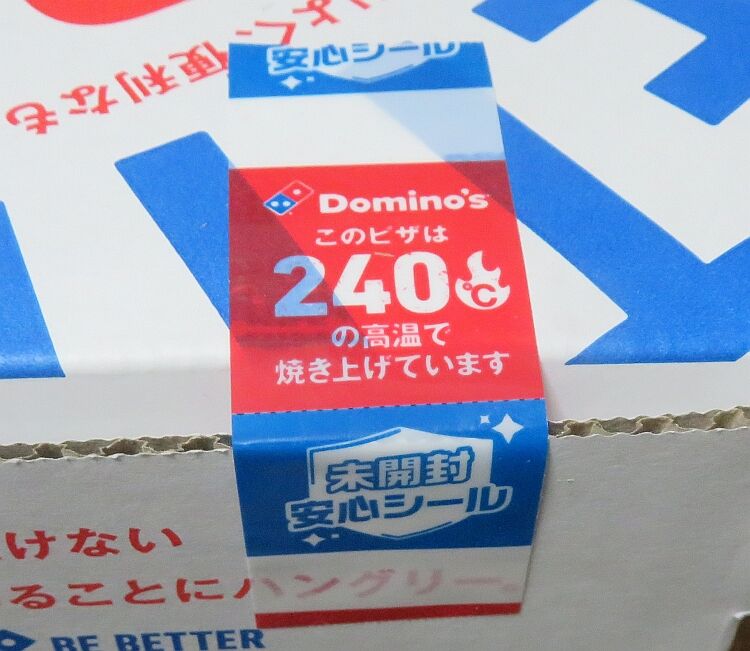 安心シール
便利なも
Domino's
このピザは
240℃
の高温で
焼き上げています
未開封
安心シール
けない
ることにハングリー。
BE BETTER